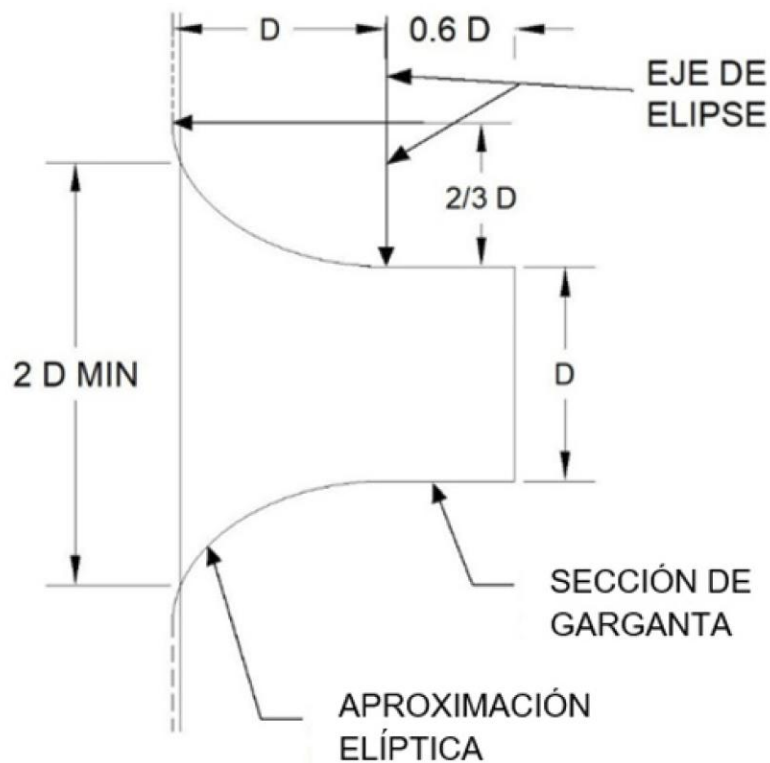 D
0.6 D
EJE DE
ELIPSE
2/3 D
2 D MIN
D
SECCIÓN DE
GARGANTA
APROXIMACIÓN
ELÍPTICA